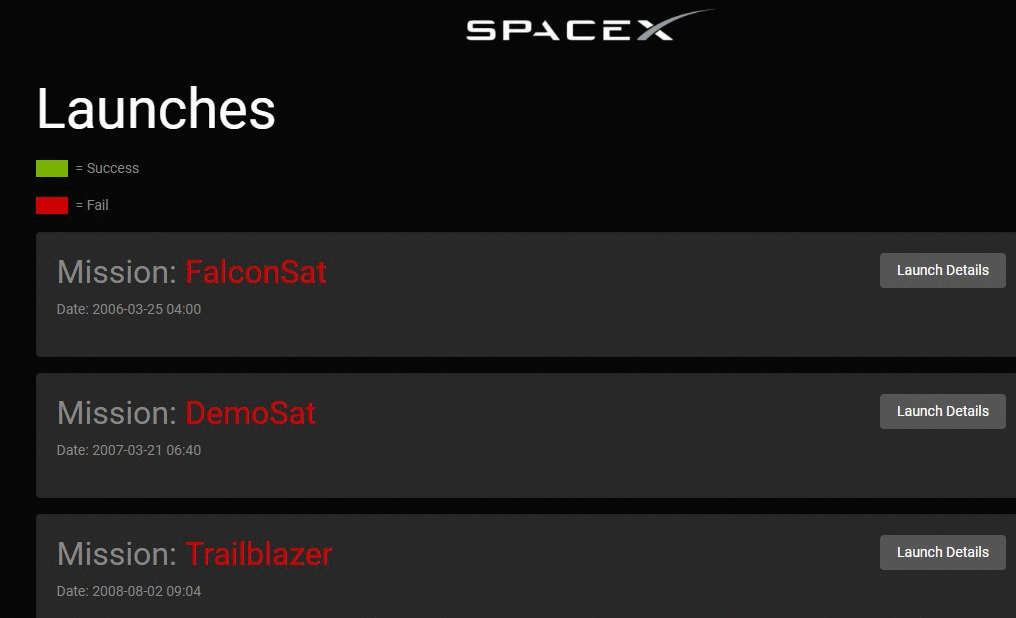 SPACEX
Launches
= Success
= Fail
Mission: FalconSat
Launch Details
Date: 2006-03-25 04:00
Mission: DemoSat
Launch Details
Date: 2007-03-21 06:40
Mission: Trailblazer
Launch Details
Date: 2008-08-02 09:04